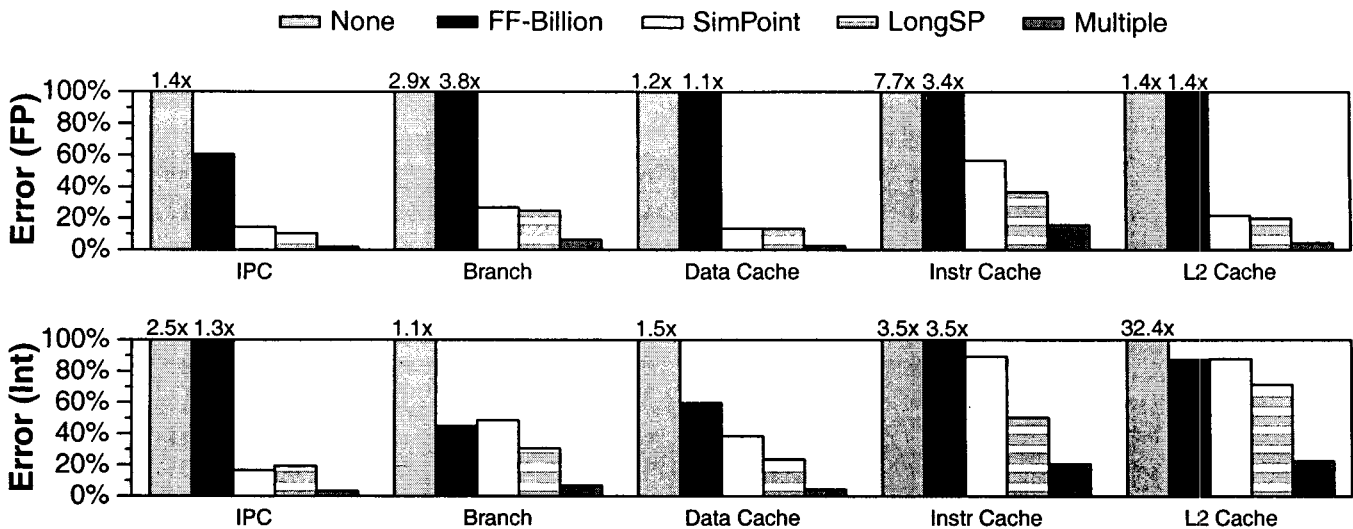 None FF-Billion SimPoint LongSP Multiple
1.4x 2.9x 3.8x 1.2x 1.1x 7.7x 3.4x 1.4x 1.4x
100%
80%
60%
40%
20%
0%
Error (FP)
IPC Branch Data Cache Instr Cache L2 Cache
2.5x 1.3x 1.1x 1.5x 3.5x 3.5x 32.4x
100%
80%
60%
40%
20%
0%
Error (Int)
IPC Branch Data Cache Instr Cache L2 Cache